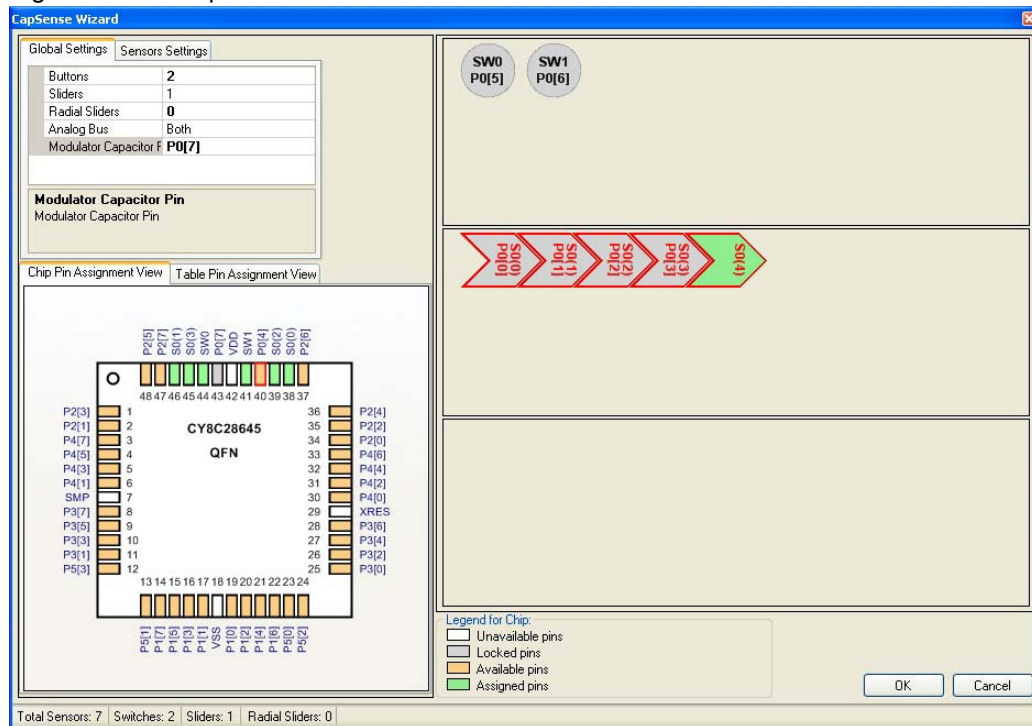 CapSense Wizard
Global Settings Sensors Settings
Buttons 2
Sliders 1
Radial Sliders 0
Analog Bus Both
Modulator Capacitor P P0[7]
Modulator Capacitor Pin
Modulator Capacitor Pin
Chip Pin Assignment View Table Pin Assignment View
P2[5] P2[7] S0(1) S0(3) SW0 P0[7] VDD SW1 P0[4] S0(2) S0(0) P2[6]
48 47 46 45 44 43 42 41 40 39 38 37
P2[3] 1 36 P2[4]
P2[1] 2 CY8C28645 35 P2[2]
P4[7] 3 34 P2[0]
P4[5] 4 QFN 33 P4[6]
P4[3] 5 32 P4[4]
P4[1] 6 31 P4[2]
SMP 7 30 P4[0]
P3[7] 8 29 XRES
P3[5] 9 28 P3[6]
P3[3] 10 27 P3[4]
P3[1] 11 26 P3[2]
P5[3] 12 25 P3[0]
13 14 15 16 17 18 19 20 21 22 23 24
P5[1] P1[7] P1[5] P1[3] P1[1] VSS P1[0] P1[2] P1[4] P1[6] P5[0] P5[2]
SW0 SW1
P0[5] P0[6]
S0(0) S0(1) S0(2) S0(3) S0(4)
P0[0] P0[1] P0[2] P0[3]
Legend for Chip:
Unavailable pins
Locked pins
Available pins
Assigned pins
OK Cancel
Total Sensors: 7 Switches: 2 Sliders: 1 Radial Sliders: 0